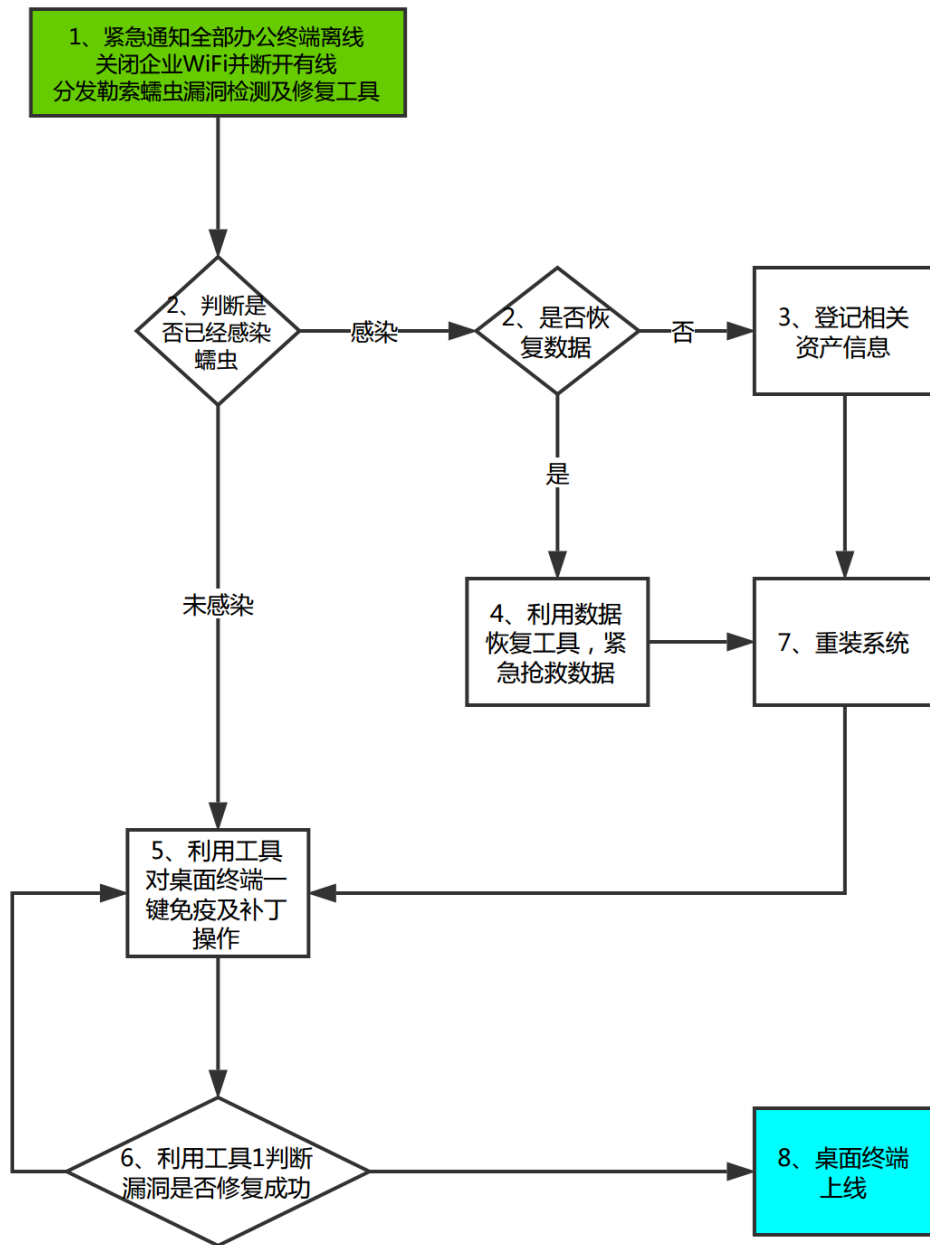 1、紧急通知全部办公终端离线
关闭企业WiFi并断开有线
分发勒索蠕虫漏洞检测及修复工具
2、判断是
否已经感染
蠕虫
感染
2、是否恢
复数据
否
3、登记相关
资产信息
是
未感染
4、利用数据
恢复工具，紧
急抢救数据
7、重装系统
5、利用工具
对桌面终端一
键免疫及补丁
操作
6、利用工具1判断
漏洞是否修复成功
8、桌面终端
上线